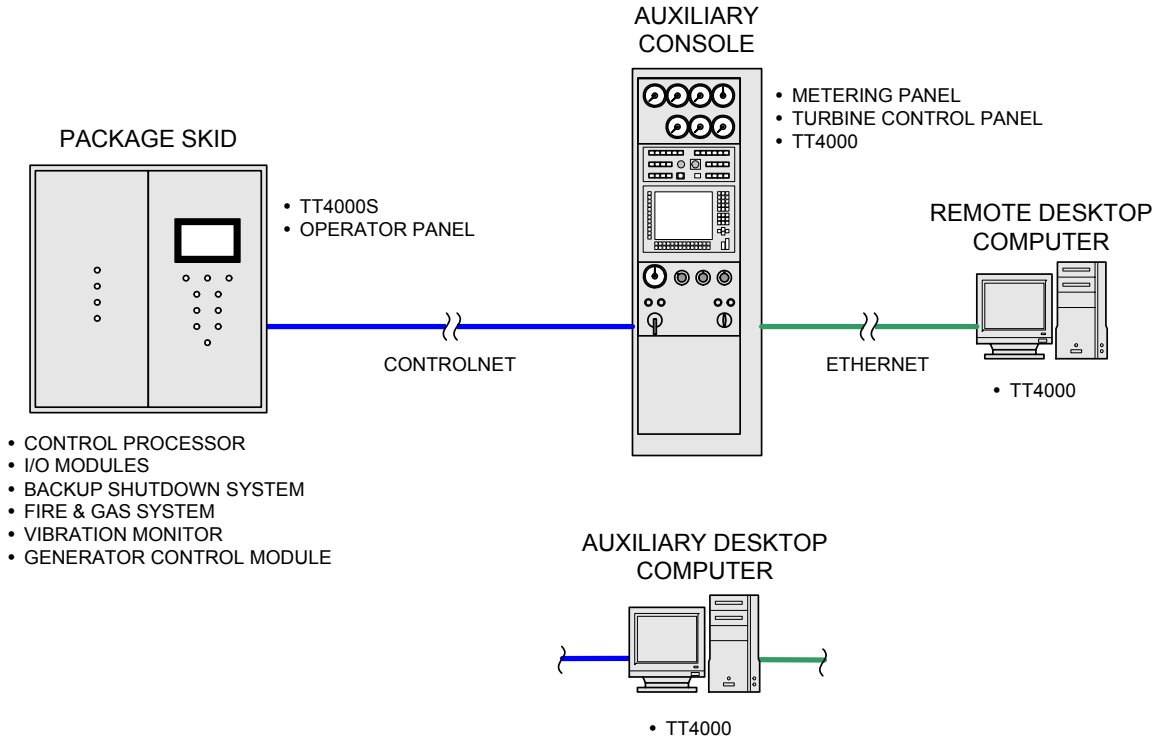 AUXILIARY
CONSOLE
• METERING PANEL
• TURBINE CONTROL PANEL
• TT4000
PACKAGE SKID
• TT4000S
• OPERATOR PANEL
REMOTE DESKTOP
COMPUTER
CONTROLNET
ETHERNET
• TT4000
• CONTROL PROCESSOR
• I/O MODULES
• BACKUP SHUTDOWN SYSTEM
• FIRE & GAS SYSTEM
• VIBRATION MONITOR
• GENERATOR CONTROL MODULE
AUXILIARY DESKTOP
COMPUTER
• TT4000